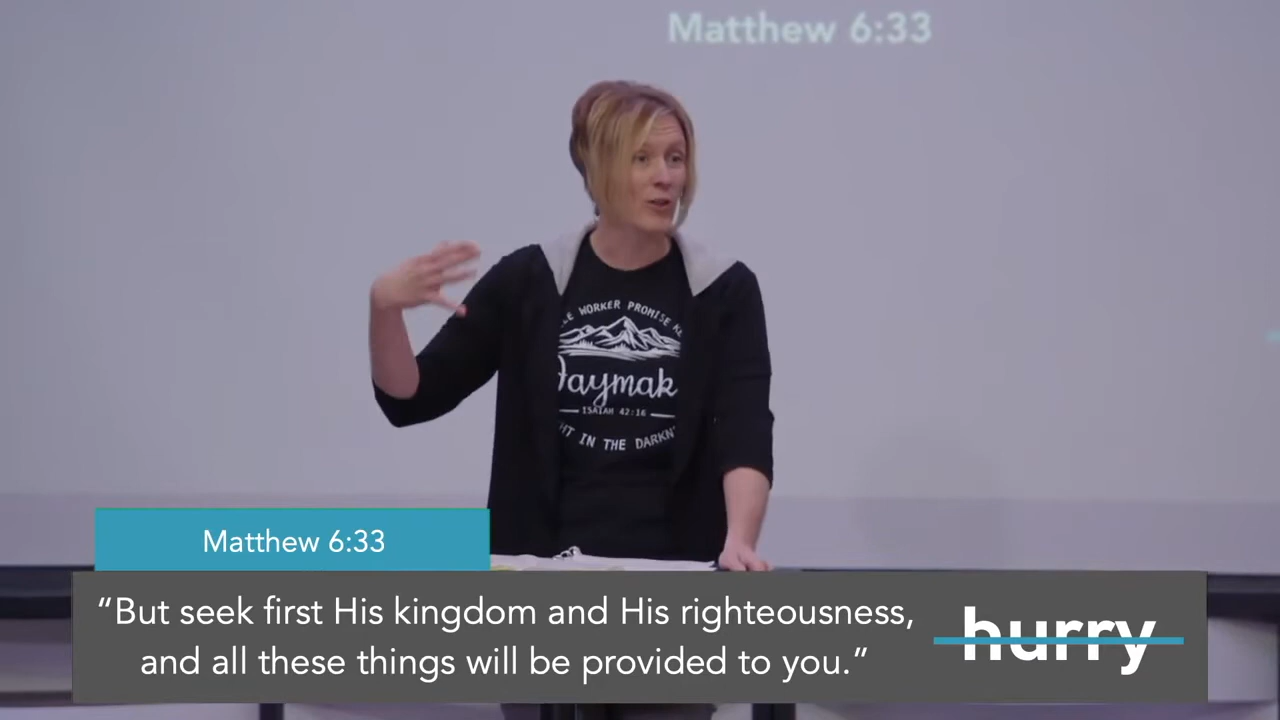 Matthew 6:33
WORKER PROMISE
ISAIAH 42:16
IN THE
Matthew 6:33
“But seek first His kingdom and His righteousness,
and all these things will be provided to you.”
hurry